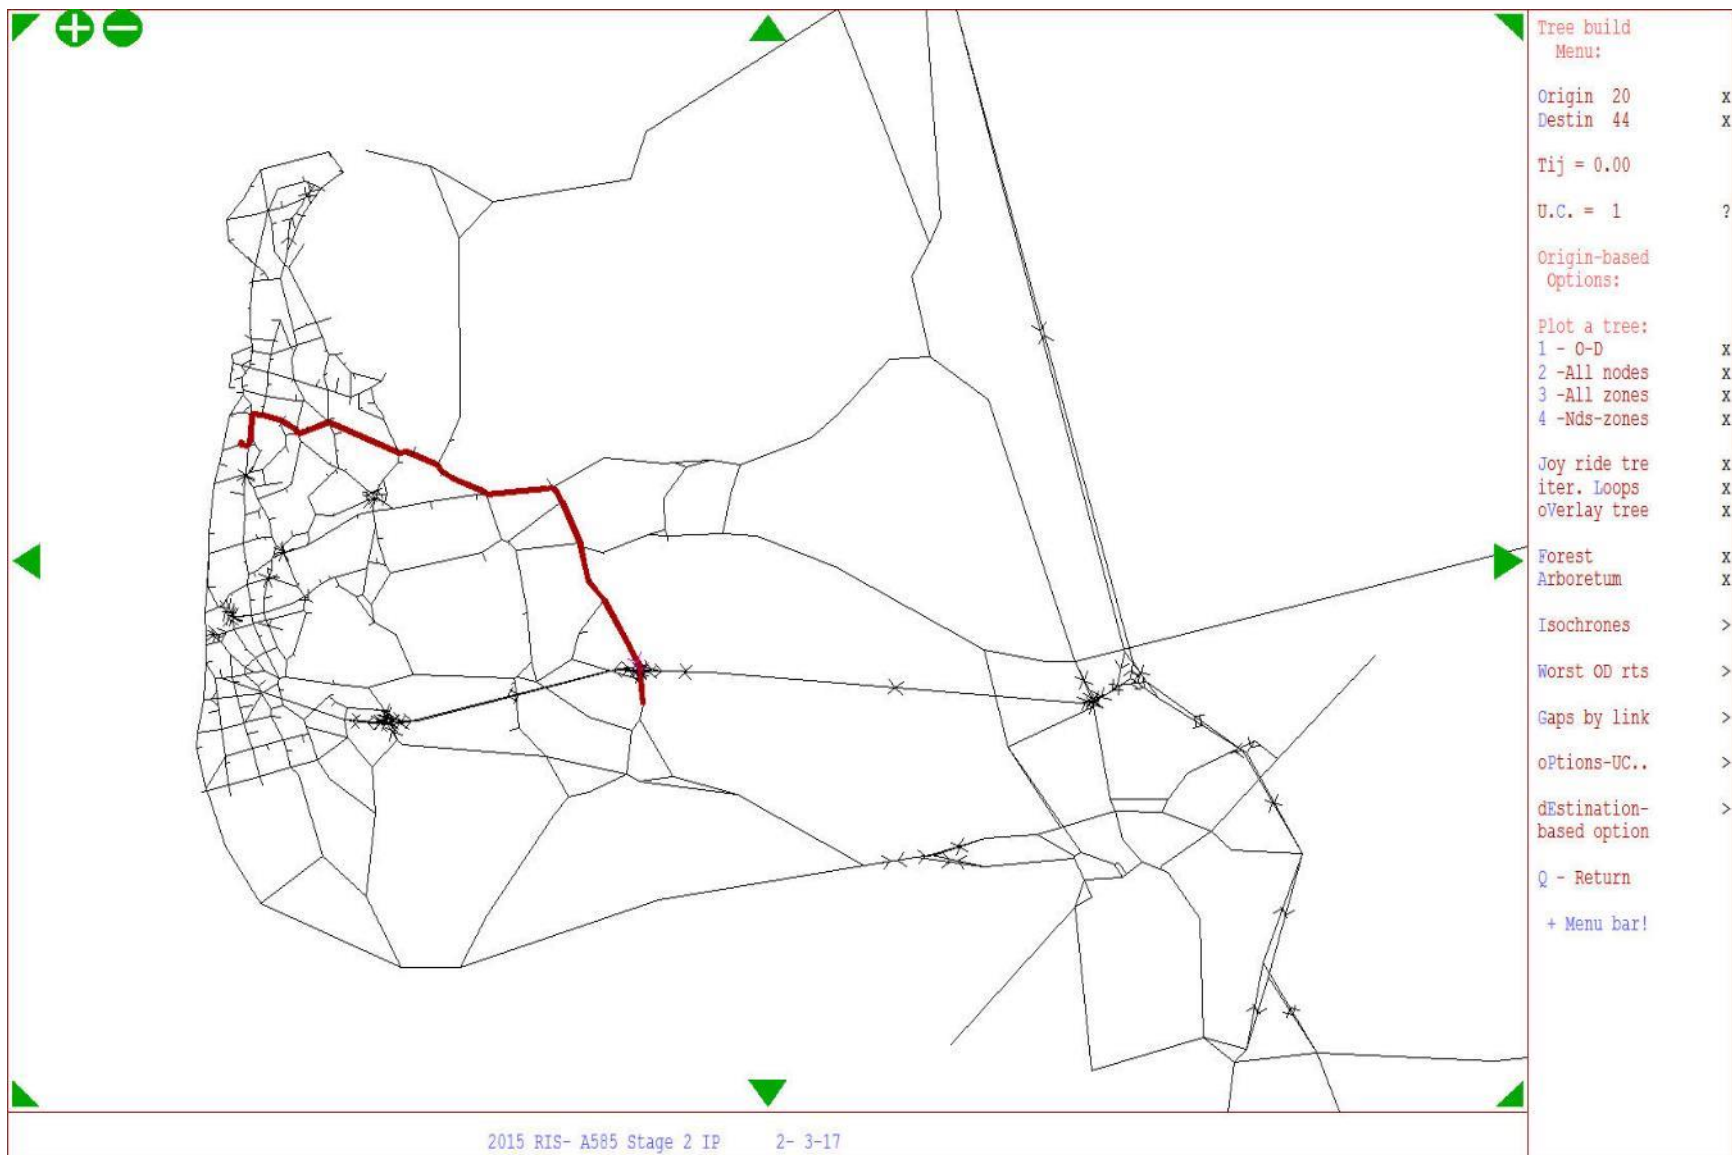 Tree build
Menu:
Origin 20 x
Destin 44 x
Tij = 0.00
U.C. = 1 ?
Origin-based
Options:
Plot a tree:
1 - O-D x
2 -All nodes x
3 -All zones x
4 -Nds-zones x
Joy ride tre x
iter. Loops x
oVerlay tree x
Forest x
Arboretum x
Isochrones >
Worst OD rts >
Gaps by link >
oPtions-UC.. >
dEstination- >
based option
Q - Return
+ Menu bar!
2015 RIS- A585 Stage 2 IP 2- 3-17